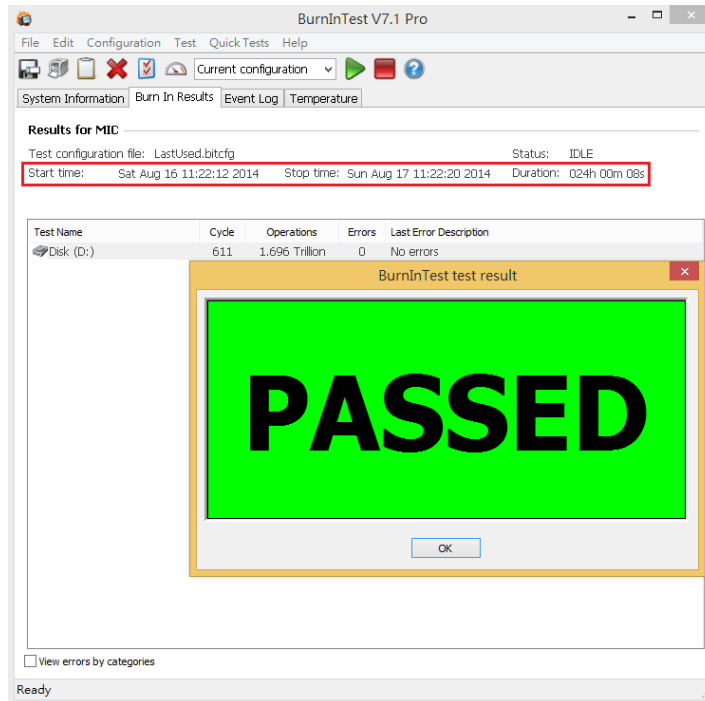 BurnInTest V7.1 Pro
File Edit Configuration Test Quick Tests Help
Current configuration
System Information Burn In Results Event Log Temperature
Results for MIC
Test configuration file: LastUsed.bitcfg Status: IDLE
Start time: Sat Aug 16 11:22:12 2014 Stop time: Sun Aug 17 11:22:20 2014 Duration: 024h 00m 08s
Test Name Cycle Operations Errors Last Error Description
Disk (D:) 611 1.696 Trillion 0 No errors
BurnInTest test result
PASSED
OK
View errors by categories
Ready